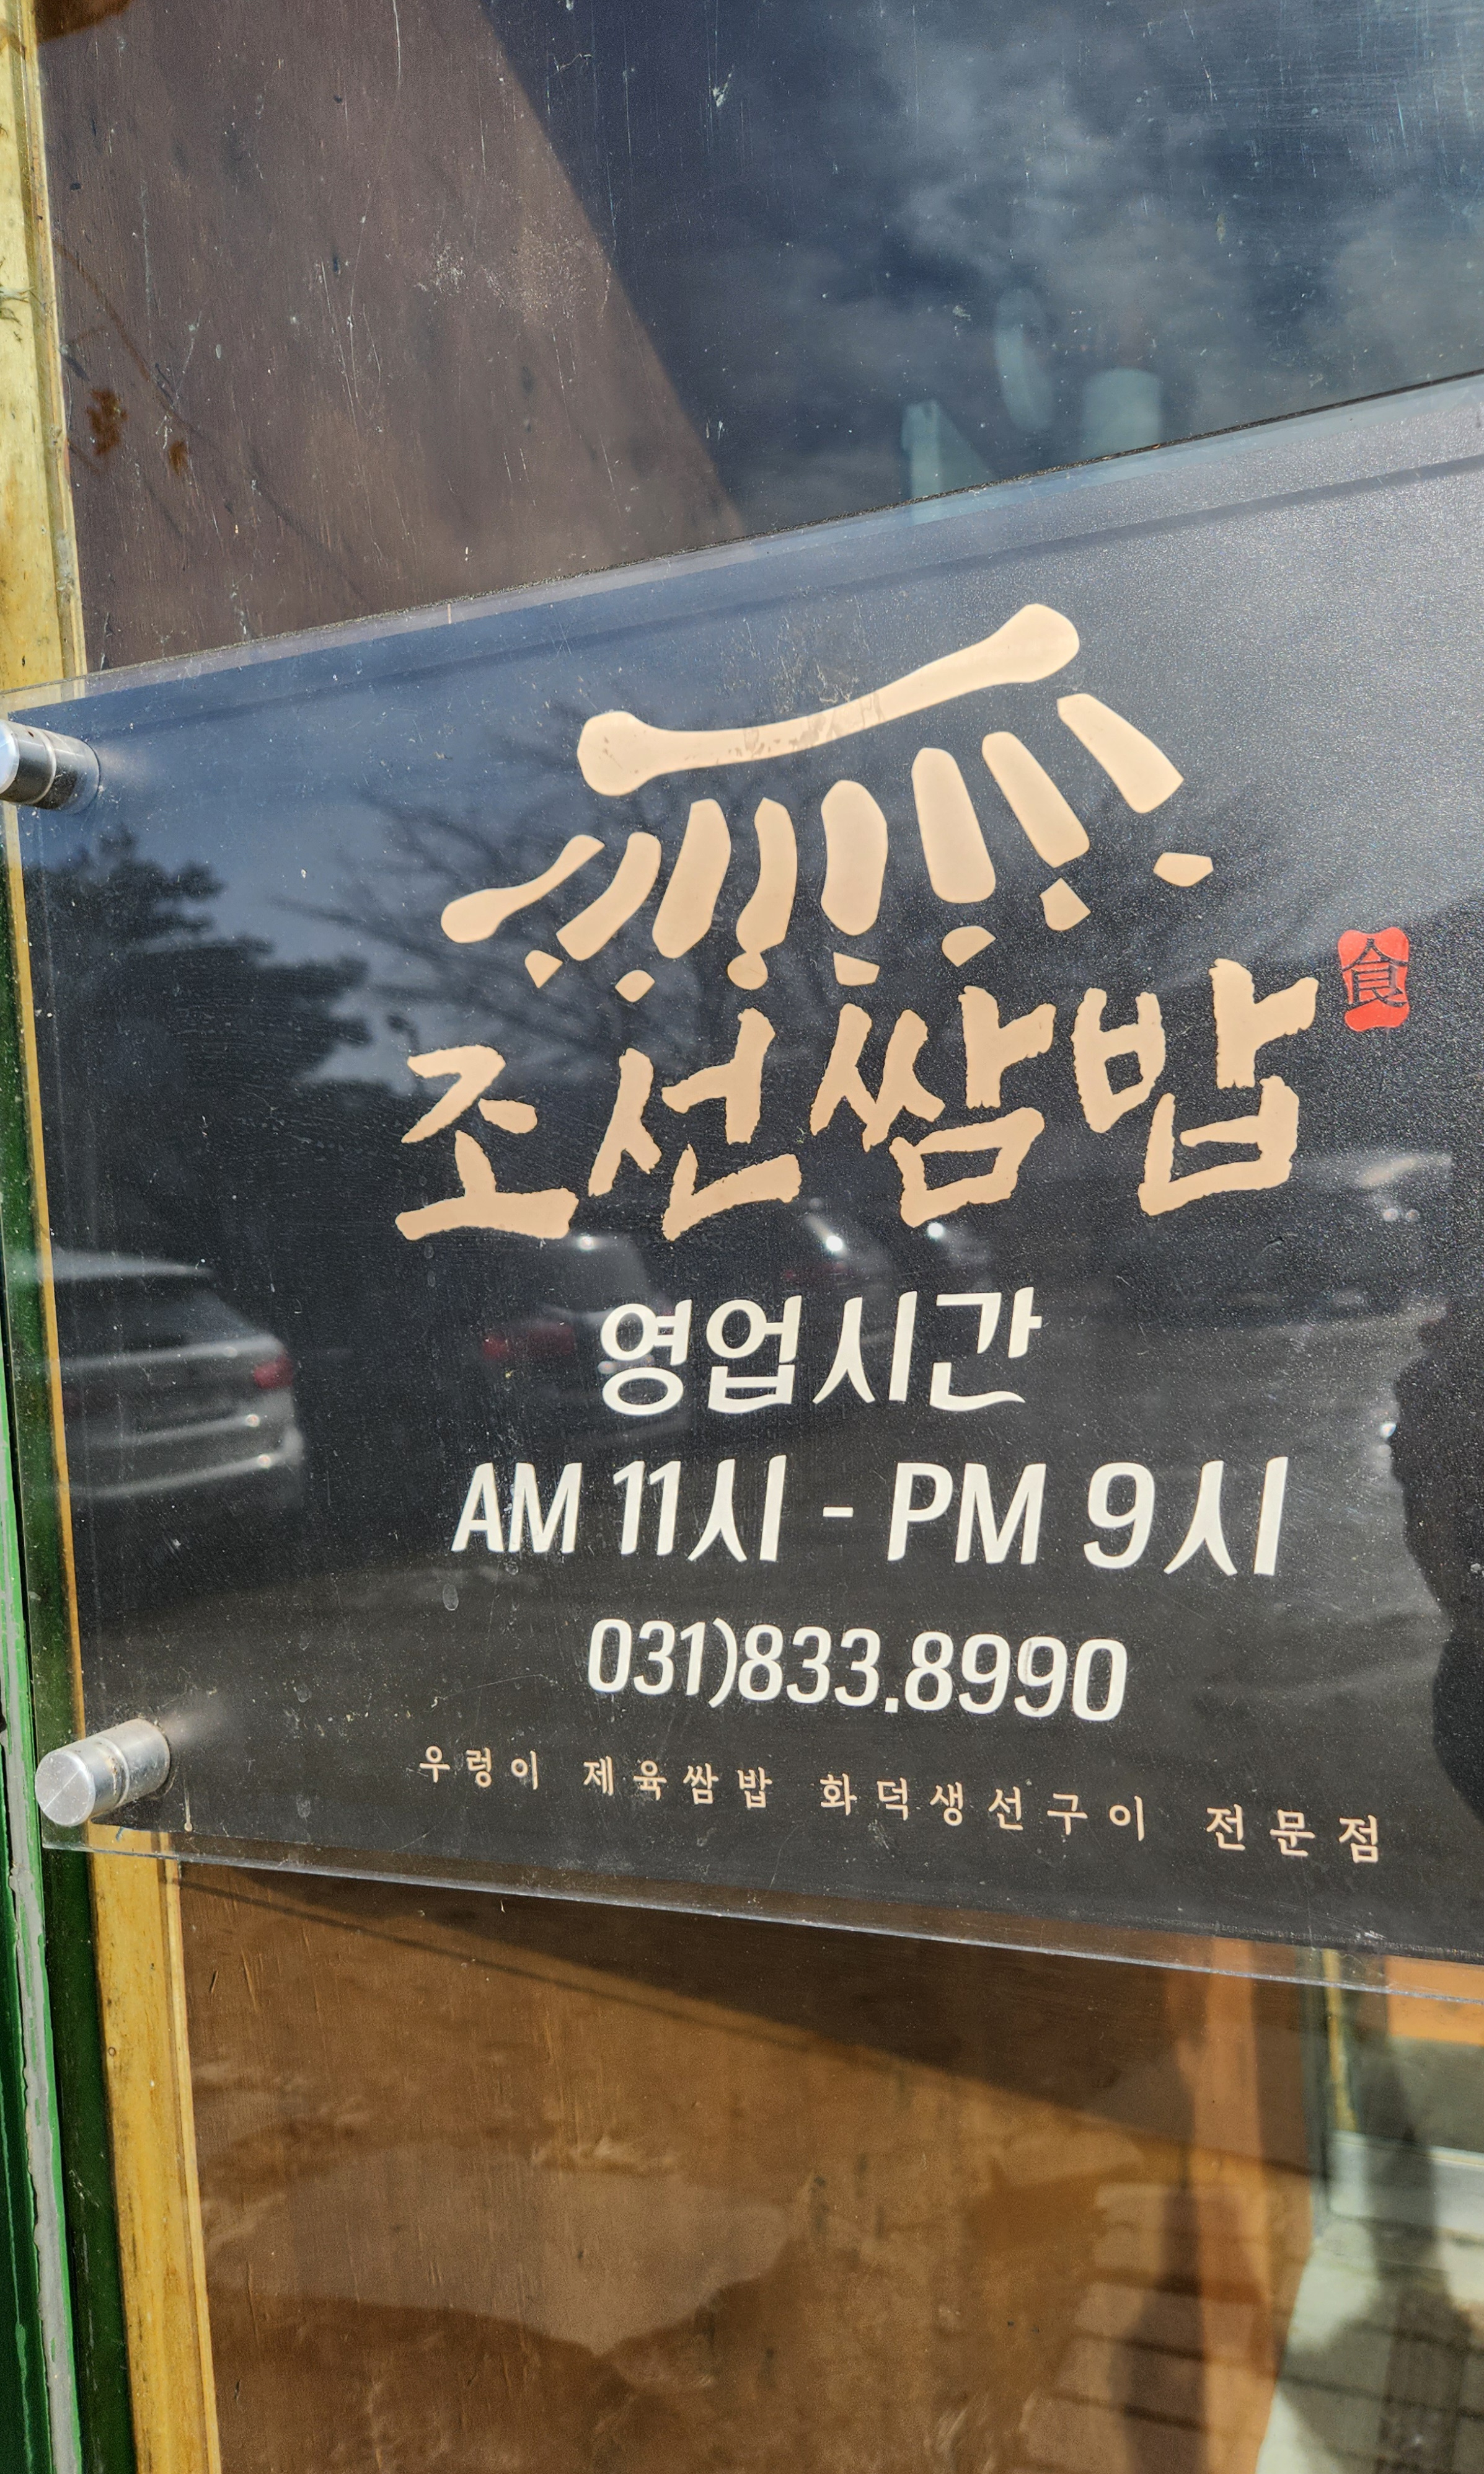 조선쌈밥
食
영업시간
AM 11시 - PM 9시
031)833.8990
우렁이 제육쌈밥 화덕생선구이 전문점